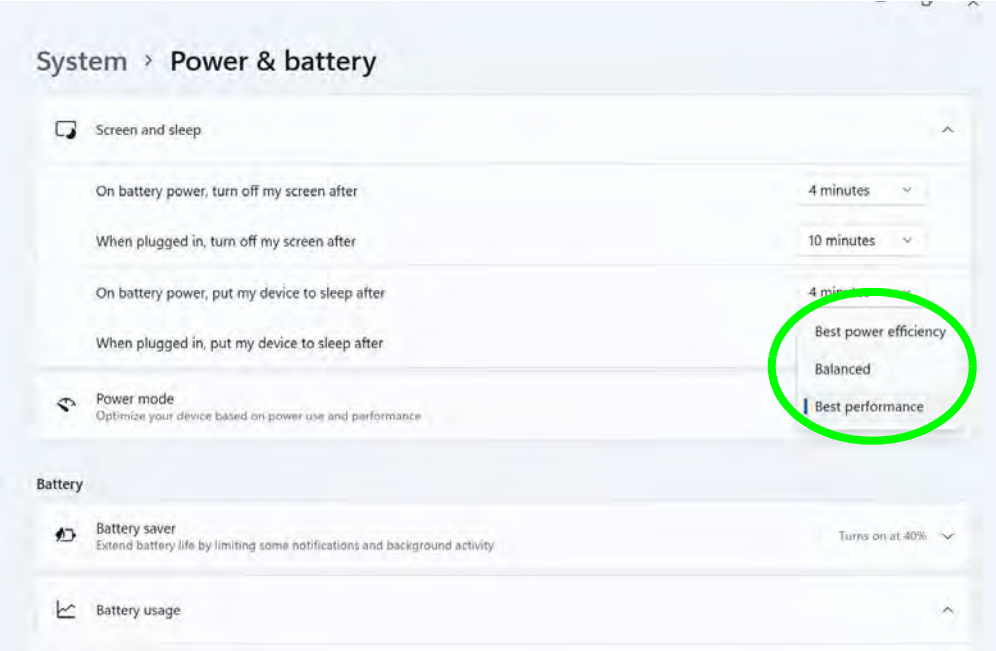 System > Power & battery
Screen and sleep
On battery power, turn off my screen after 4 minutes
When plugged in, turn off my screen after 10 minutes
On battery power, put my device to sleep after 4 minutes
When plugged in, put my device to sleep after
Best power efficiency
Balanced
Best performance
Power mode
Optimize your device based on power use and performance
Battery
Battery saver
Extend battery life by limiting some notifications and background activity
Turns on at 40%
Battery usage